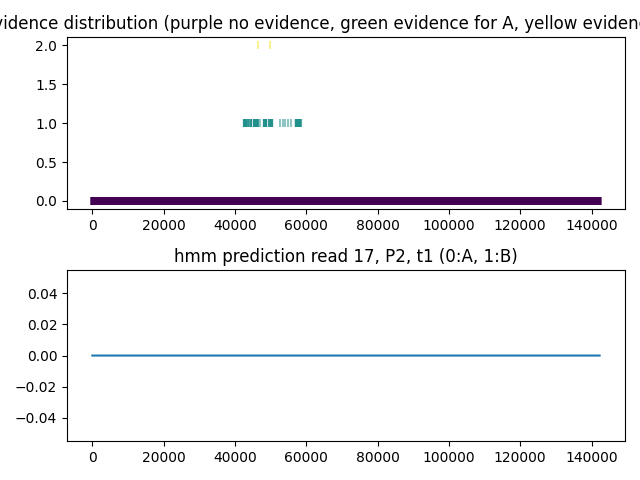 vidence distribution (purple no evidence, green evidence for A, yellow eviden
2.0
1.5
1.0
0.5
0.0
0 20000 40000 60000 80000 100000 120000 140000
hmm prediction read 17, P2, t1 (0:A, 1:B)
0.04
0.02
0.00
−0.02
−0.04
0 20000 40000 60000 80000 100000 120000 140000